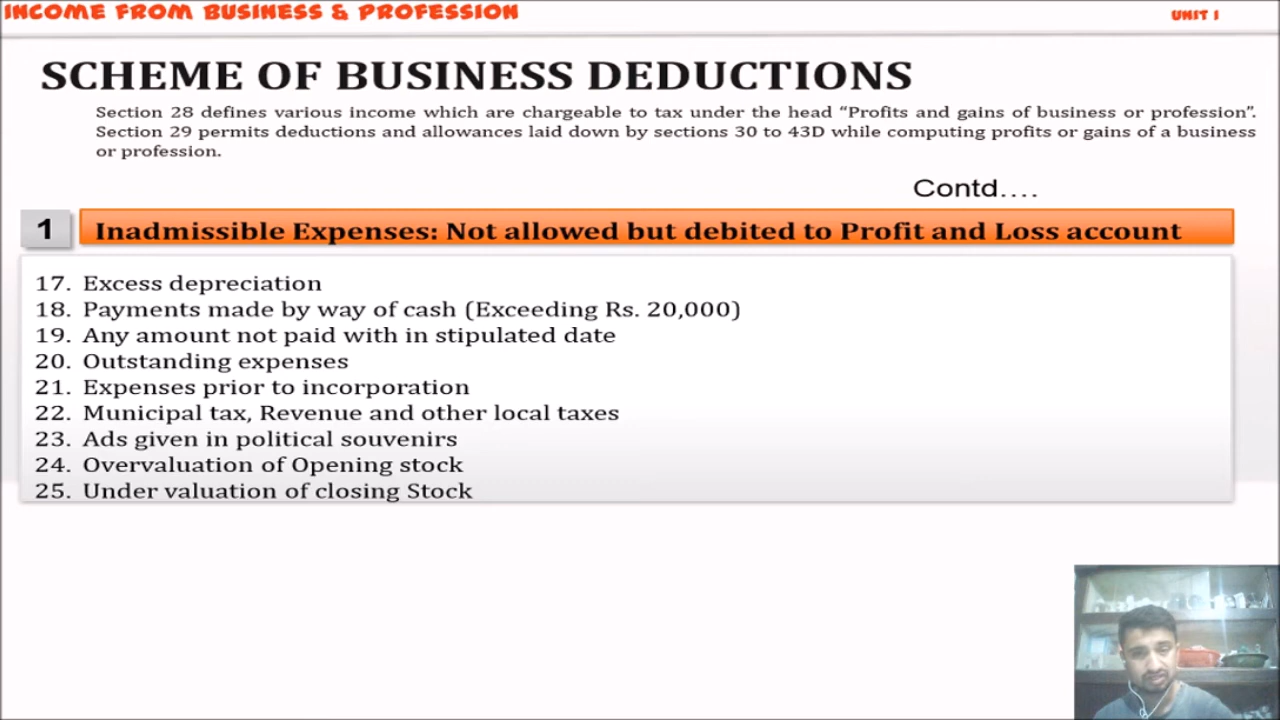 INCOME FROM BUSINESS & PROFESSION
UNIT 1
SCHEME OF BUSINESS DEDUCTIONS
Section 28 defines various income which are chargeable to tax under the head “Profits and gains of business or profession”.
Section 29 permits deductions and allowances laid down by sections 30 to 43D while computing profits or gains of a business
or profession.
Contd….
1 Inadmissible Expenses: Not allowed but debited to Profit and Loss account
17. Excess depreciation
18. Payments made by way of cash (Exceeding Rs. 20,000)
19. Any amount not paid with in stipulated date
20. Outstanding expenses
21. Expenses prior to incorporation
22. Municipal tax, Revenue and other local taxes
23. Ads given in political souvenirs
24. Overvaluation of Opening stock
25. Under valuation of closing Stock